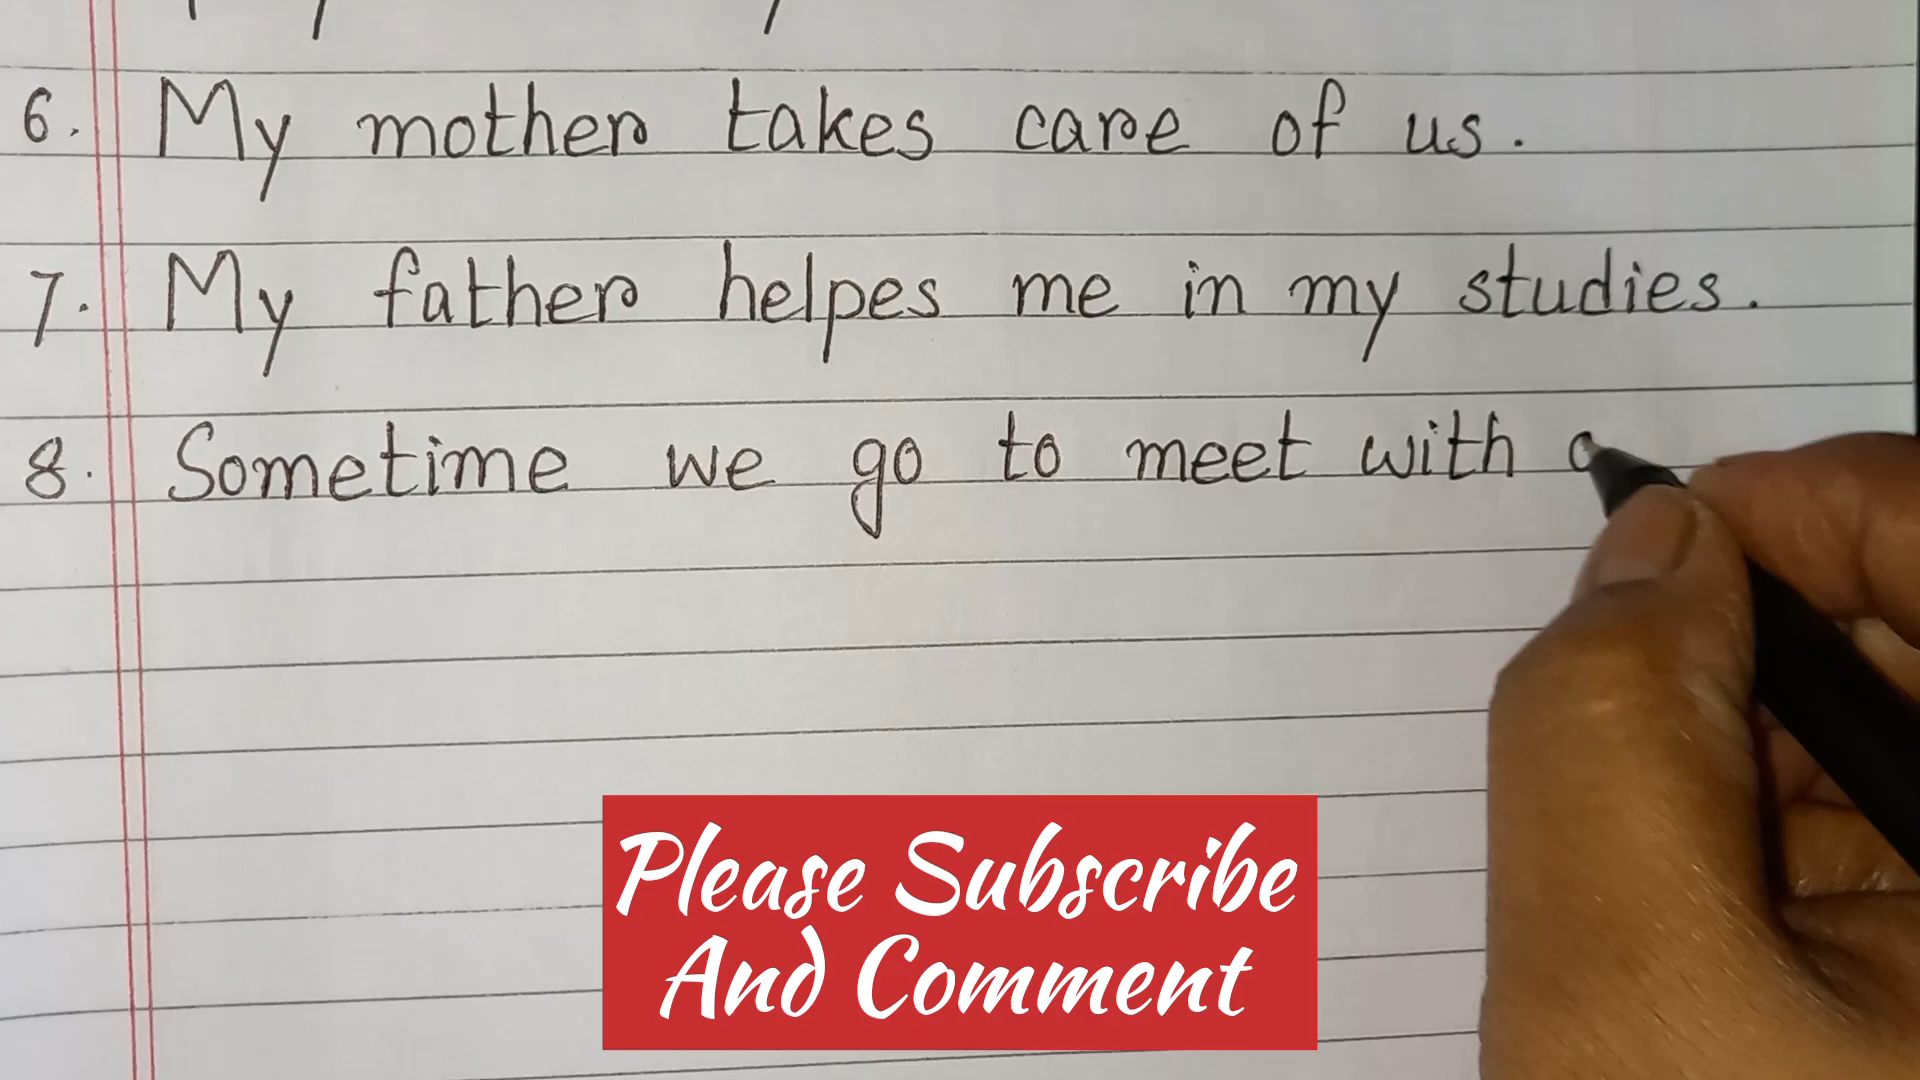 6. My mother takes care of us.
7. My father helpes me in my studies.
8. Sometime we go to meet with
Please Subscribe
And Comment